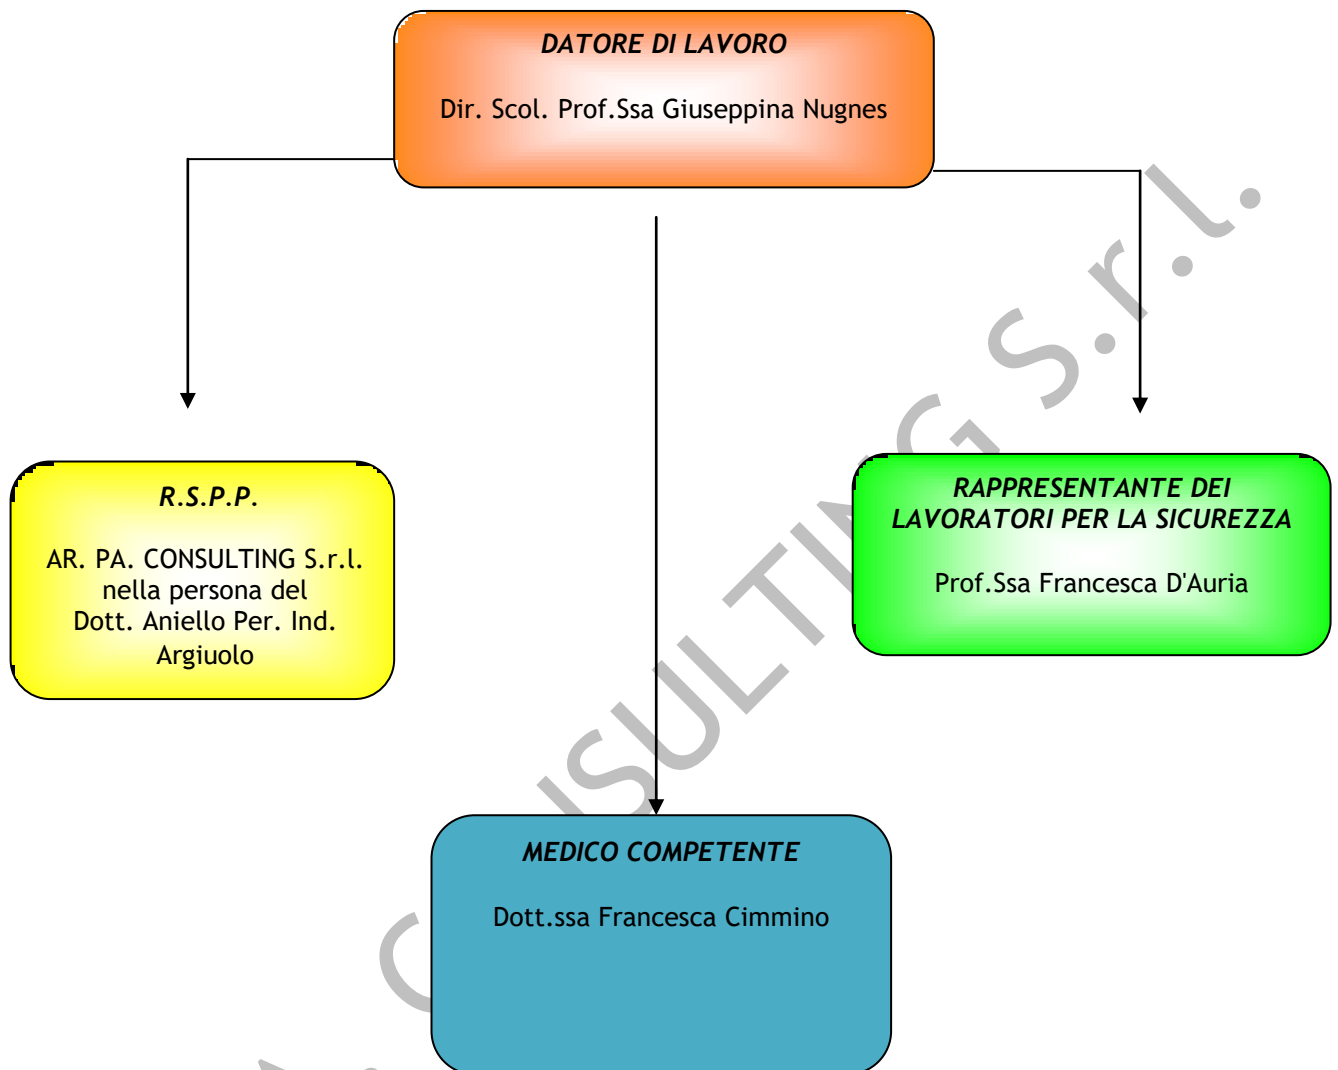 DATORE DI LAVORO
Dir. Scol. Prof.Ssa Giuseppina Nugnes
R.S.P.P.
AR. PA. CONSULTING S.r.l.
nella persona del
Dott. Aniello Per. Ind.
Argiuolo
RAPPRESENTANTE DEI
LAVORATORI PER LA SICUREZZA
Prof.Ssa Francesca D'Auria
MEDICO COMPETENTE
Dott.ssa Francesca Cimmino
CONSULTING S.r.l.